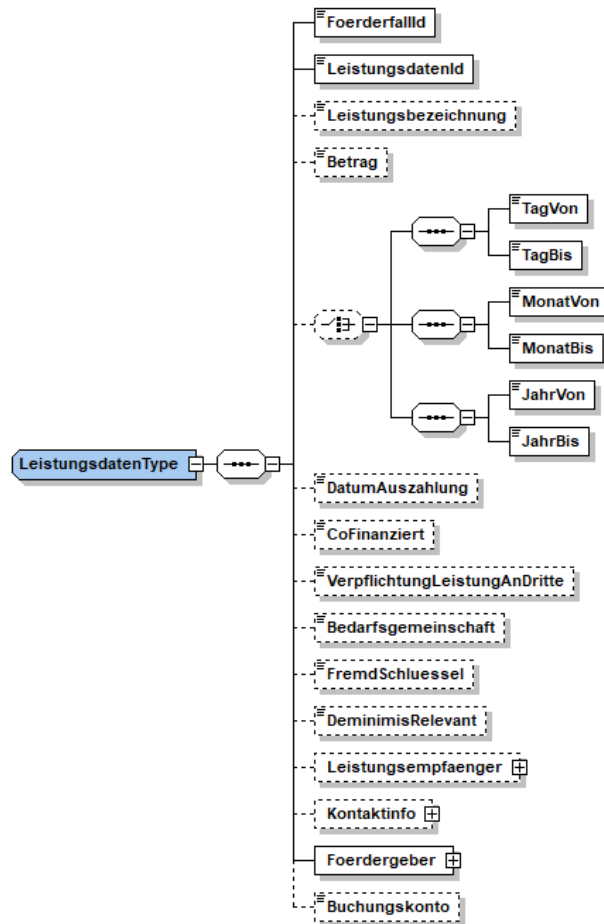 FoerderfallId
LeistungsdatenId
Leistungsbezeichnung
Betrag
TagVon
TagBis
MonatVon
MonatBis
JahrVon
JahrBis
LeistungsdatenType
DatumAuszahlung
CoFinanziert
VerpflichtungLeistungAnDritte
Bedarfsgemeinschaft
FremdSchluessel
DeminimisRelevant
Leistungsempfaenger
Kontaktinfo
Foerdergeber
Buchungskonto